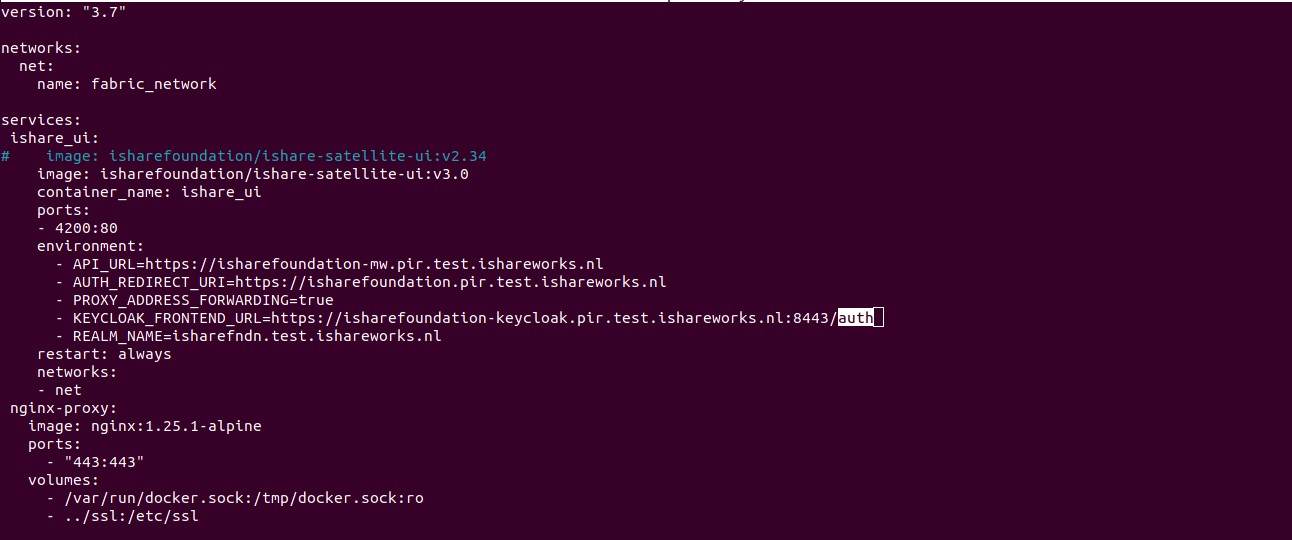 version: "3.7"

networks:
  net:
    name: fabric_network

services:
 ishare_ui:
#    image: isharefoundation/ishare-satellite-ui:v2.34
    image: isharefoundation/ishare-satellite-ui:v3.0
    container_name: ishare_ui
    ports:
    - 4200:80
    environment:
      - API_URL=https://isharefoundation-mw.pir.test.ishareworks.nl
      - AUTH_REDIRECT_URI=https://isharefoundation.pir.test.ishareworks.nl
      - PROXY_ADDRESS_FORWARDING=true
      - KEYCLOAK_FRONTEND_URL=https://isharefoundation-keycloak.pir.test.ishareworks.nl:8443/auth
      - REALM_NAME=isharefndn.test.ishareworks.nl
    restart: always
    networks:
    - net
 nginx-proxy:
   image: nginx:1.25.1-alpine
   ports:
     - "443:443"
   volumes:
     - /var/run/docker.sock:/tmp/docker.sock:ro
     - ../ssl:/etc/ssl